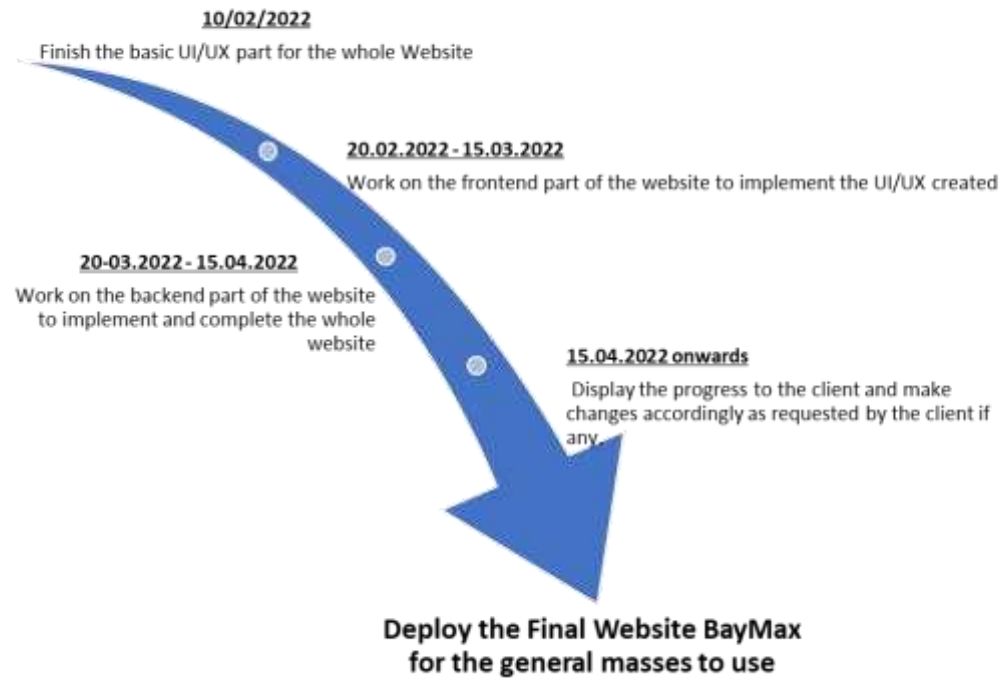 10/02/2022
Finish the basic UI/UX part for the whole Website
20.02.2022 - 15.03.2022
Work on the frontend part of the website to implement the UI/UX created
20-03.2022 - 15.04.2022
Work on the backend part of the website
to implement and complete the whole
website
15.04.2022 onwards
Display the progress to the client and make
changes accordingly as requested by the client if
any.
Deploy the Final Website BayMax
for the general masses to use